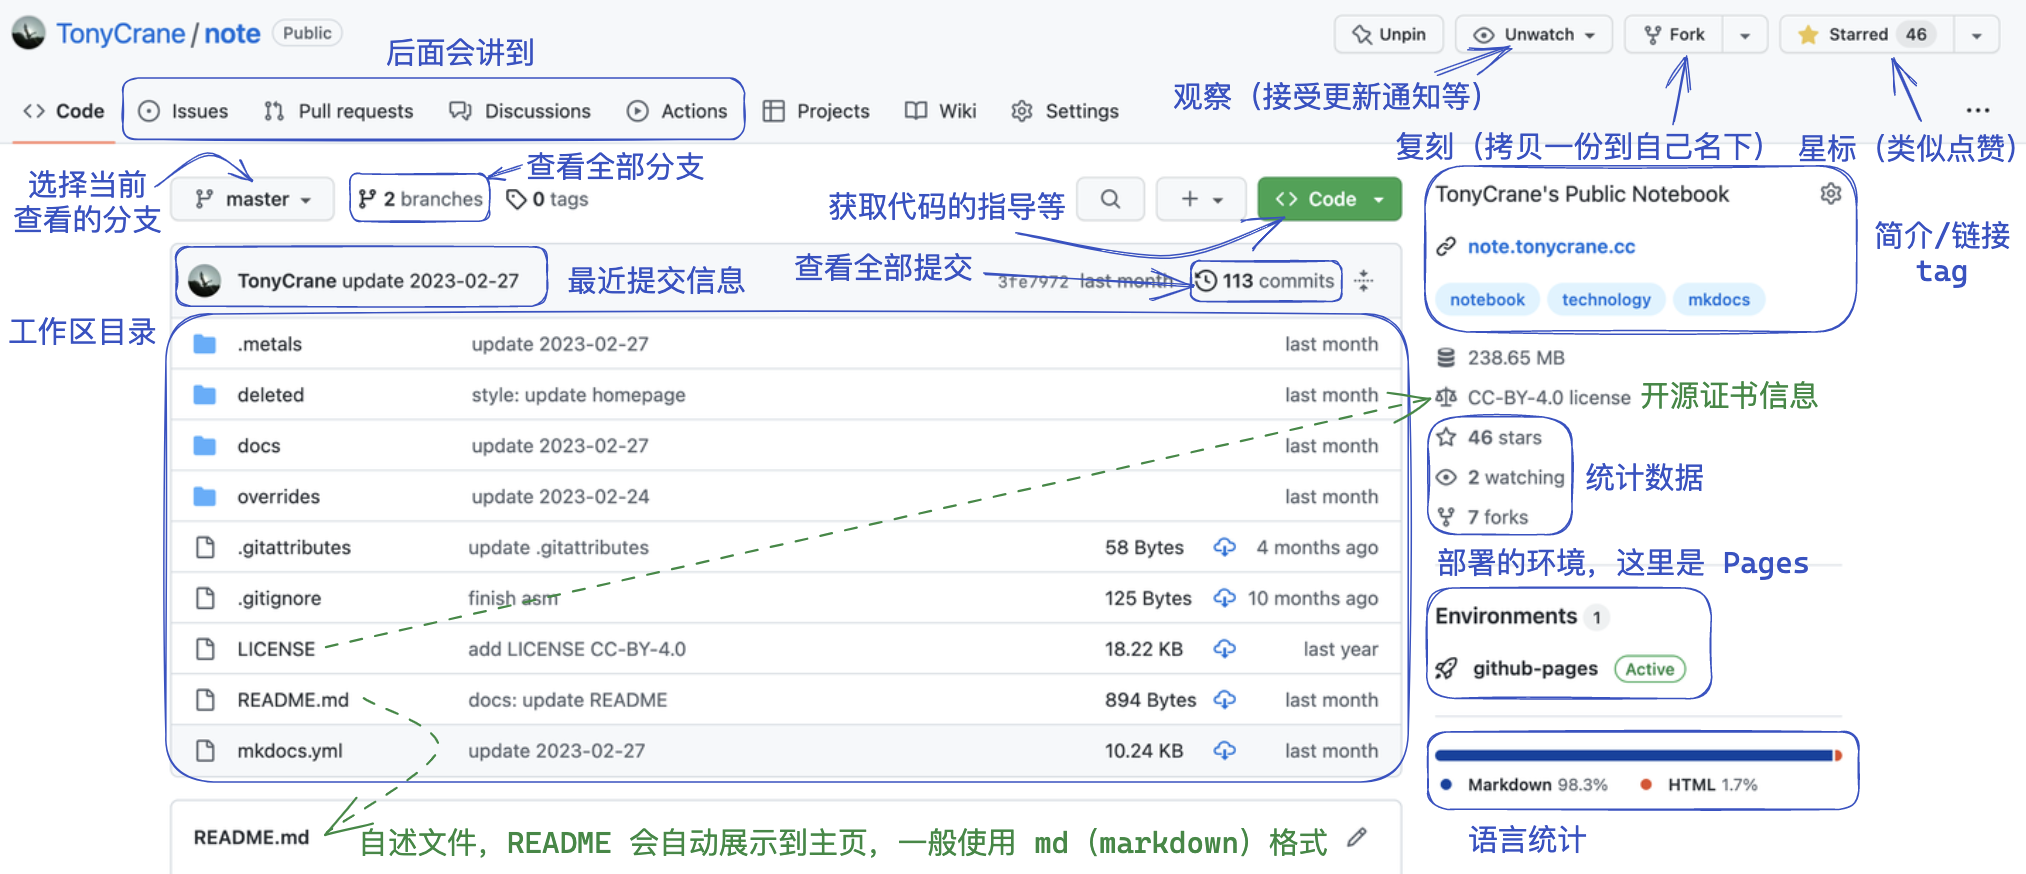 TonyCrane / note Public
后面会讲到
Unpin
Unwatch
Fork
Starred 46
Code
Issues
Pull requests
Discussions
Actions
Projects
Wiki
Settings
观察（接受更新通知等）
复刻（拷贝一份到自己名下）
星标（类似点赞）
选择当前
查看的分支
master
2 branches
查看全部分支
0 tags
获取代码的指导等
Code
TonyCrane update 2023-02-27
最近提交信息
查看全部提交
3fe7972 last month
113 commits
工作区目录
.metals update 2023-02-27 last month
deleted style: update homepage last month
docs update 2023-02-27 last month
overrides update 2023-02-24 last month
.gitattributes update .gitattributes 58 Bytes 4 months ago
.gitignore finish asm 125 Bytes 10 months ago
LICENSE add LICENSE CC-BY-4.0 18.22 KB last year
README.md docs: update README 894 Bytes last month
mkdocs.yml update 2023-02-27 10.24 KB last month
README.md
自述文件，README 会自动展示到主页，一般使用 md（markdown）格式
TonyCrane's Public Notebook
note.tonycrane.cc
notebook technology mkdocs
简介/链接
tag
238.65 MB
CC-BY-4.0 license 开源证书信息
46 stars
2 watching
7 forks
统计数据
部署的环境，这里是 Pages
Environments 1
github-pages Active
Markdown 98.3% HTML 1.7%
语言统计